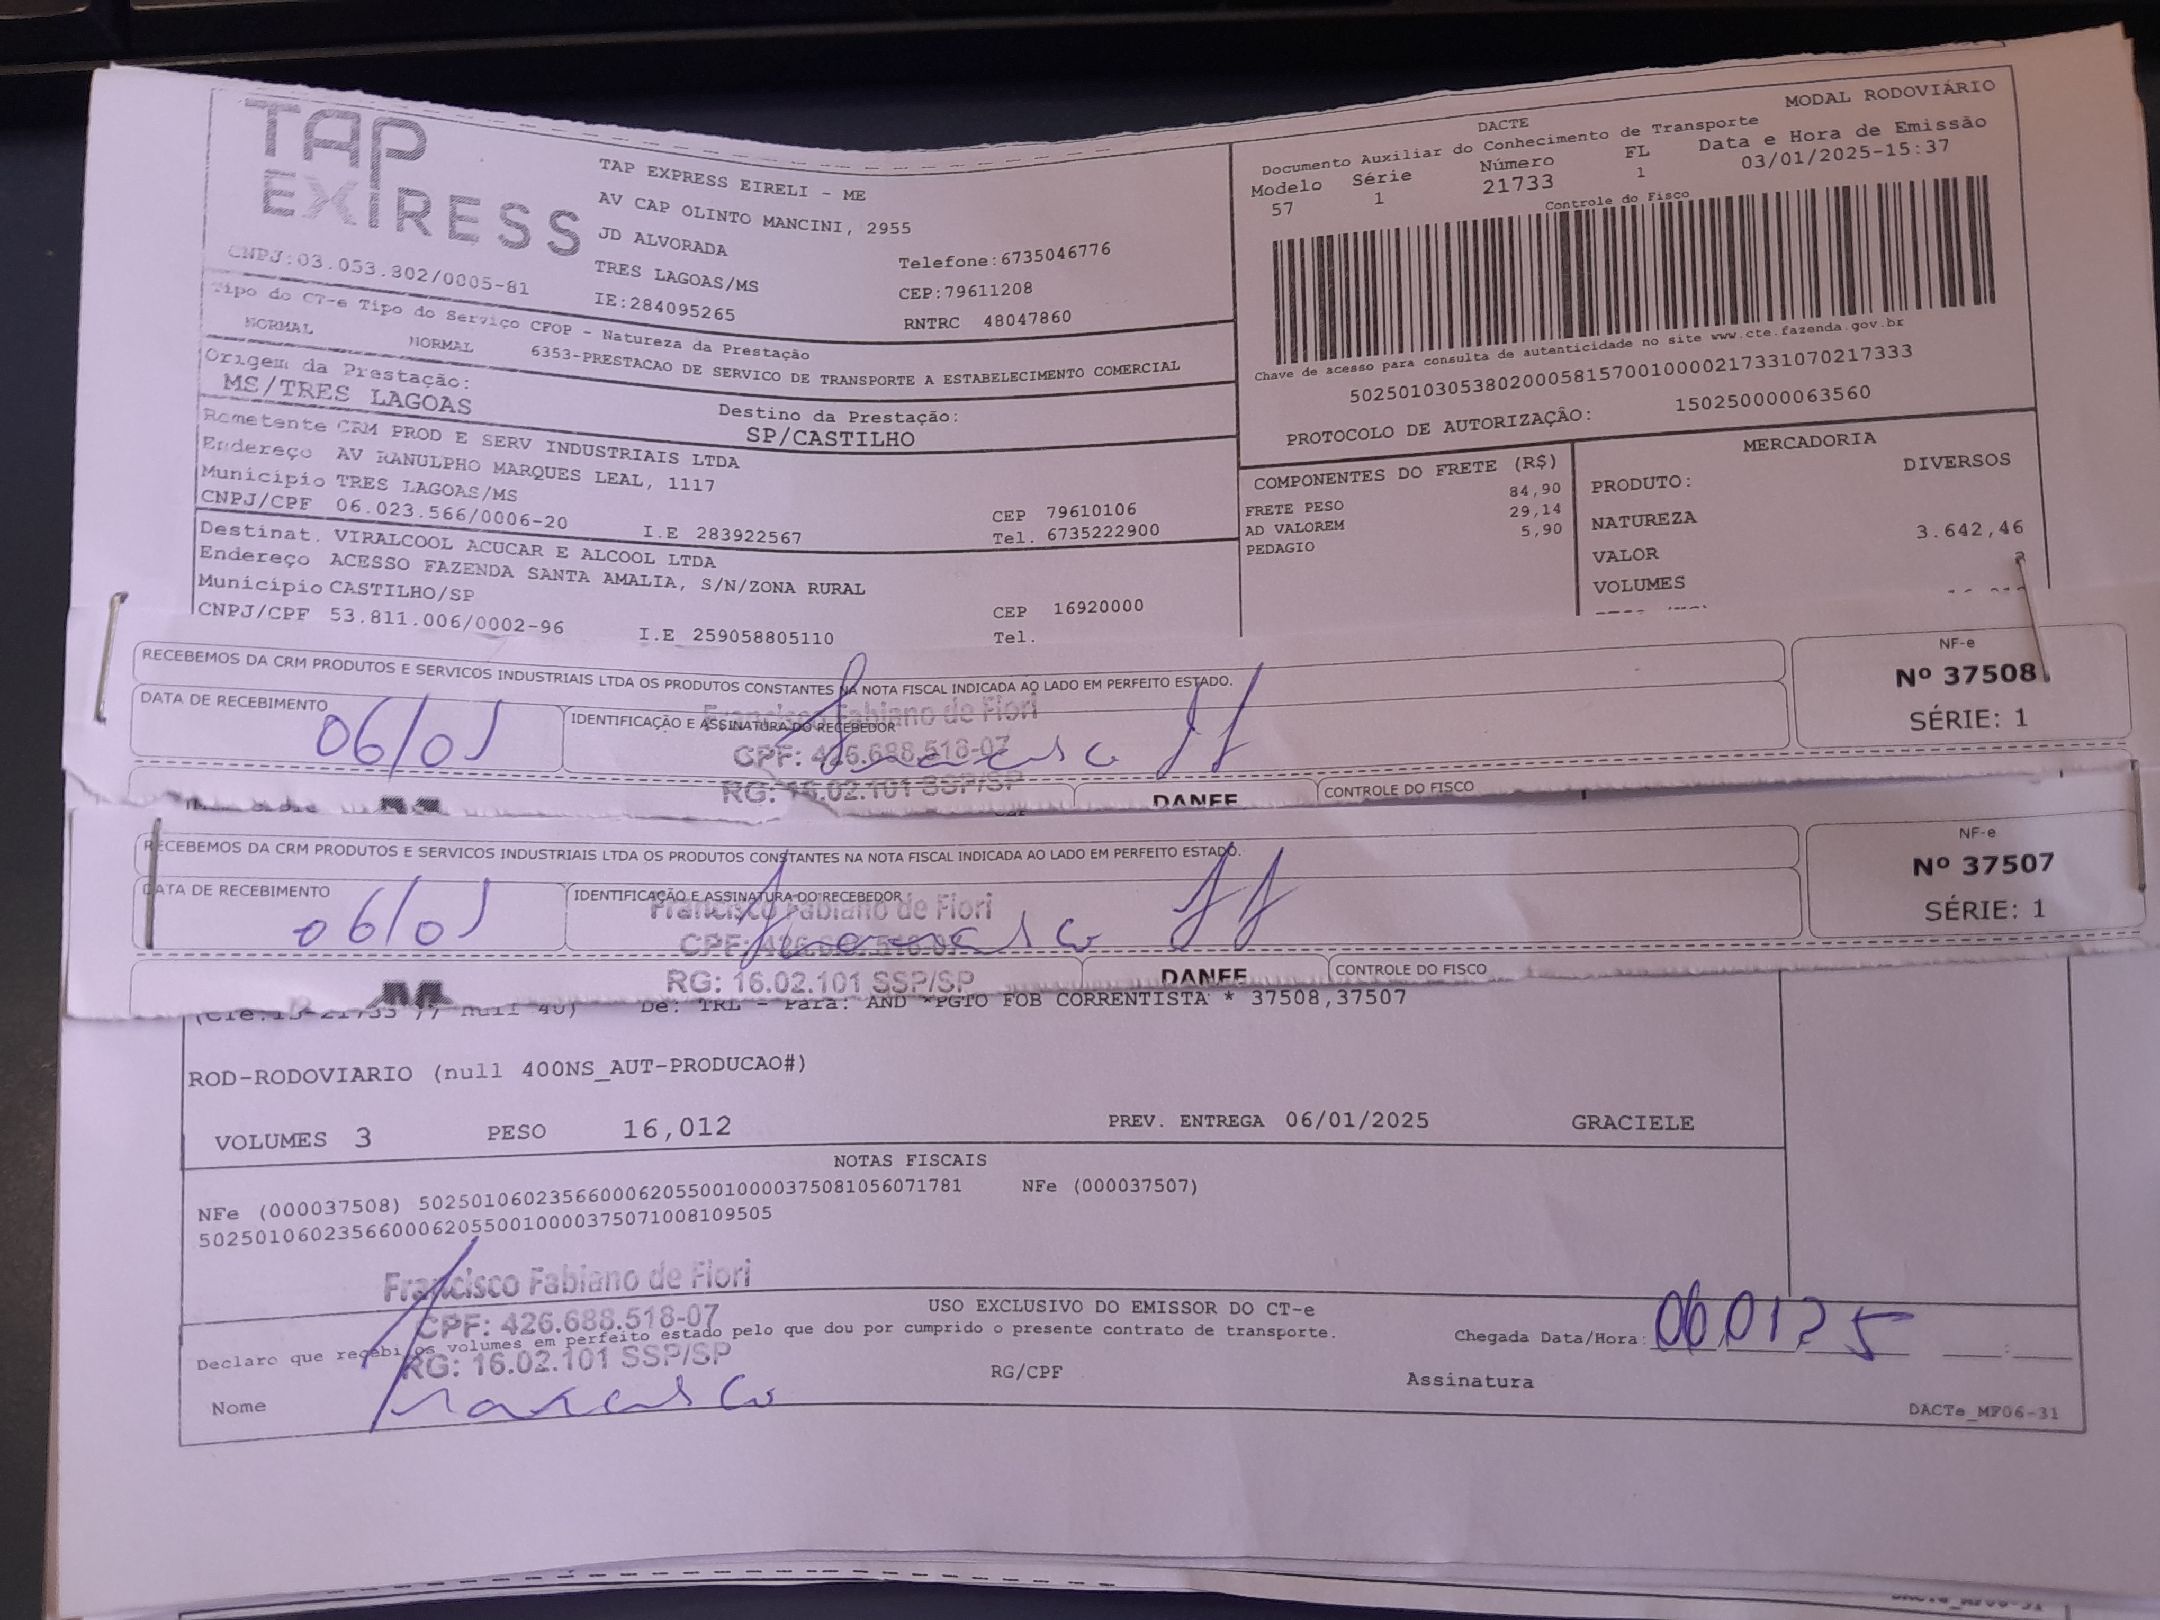 TAP
EXPRESS
TAP EXPRESS EIRELI - ME
AV CAP OLINTO MANCINI, 2955
JD ALVORADA
TRES LAGOAS/MS
IE:284095265
Telefone:6735046776
CEP:79611208
RNTRC 48047860
CNPJ:03.053.802/0005-81
Tipo do CT-e Tipo do Serviço CFOP - Natureza da Prestação
NORMAL NORMAL 6353-PRESTACAO DE SERVICO DE TRANSPORTE A ESTABELECIMENTO COMERCIAL
Origem da Prestação:
MS/TRES LAGOAS
Destino da Prestação:
SP/CASTILHO
Remetente CRM PROD E SERV INDUSTRIAIS LTDA
Endereço AV RANULPHO MARQUES LEAL, 1117
Município TRES LAGOAS/MS CEP 79610106
CNPJ/CPF 06.023.566/0006-20 I.E 283922567 Tel. 6735222900
Destinat. VIRALCOOL ACUCAR E ALCOOL LTDA
Endereço ACESSO FAZENDA SANTA AMALIA, S/N/ZONA RURAL
Município CASTILHO/SP CEP 16920000
CNPJ/CPF 53.811.006/0002-96 I.E 259058805110 Tel.
MODAL RODOVIÁRIO
DACTE
Documento Auxiliar do Conhecimento de Transporte
Modelo Série Número FL Data e Hora de Emissão
57 1 21733 1 03/01/2025-15:37
Controle do Fisco
Chave de acesso para consulta de autenticidade no site www.cte.fazenda.gov.br
50250103053802000581570010000217331070217333
PROTOCOLO DE AUTORIZAÇÃO: 150250000063560
COMPONENTES DO FRETE (R$)
FRETE PESO 84,90
AD VALOREM 29,14
PEDAGIO 5,90
MERCADORIA
PRODUTO: DIVERSOS
NATUREZA
VALOR 3.642,46
VOLUMES
RECEBEMOS DA CRM PRODUTOS E SERVICOS INDUSTRIAIS LTDA OS PRODUTOS CONSTANTES NA NOTA FISCAL INDICADA AO LADO EM PERFEITO ESTADO.
DATA DE RECEBIMENTO
06/01
IDENTIFICAÇÃO E ASSINATURA DO RECEBEDOR
Francisco Fabiano de Fiori
CPF: 426.688.518-07
RG: 16.02.101 SSP/SP
Francisco
NF-e
Nº 37508
SÉRIE: 1
DANFE
CONTROLE DO FISCO
RECEBEMOS DA CRM PRODUTOS E SERVICOS INDUSTRIAIS LTDA OS PRODUTOS CONSTANTES NA NOTA FISCAL INDICADA AO LADO EM PERFEITO ESTADO.
DATA DE RECEBIMENTO
06/01
IDENTIFICAÇÃO E ASSINATURA DO RECEBEDOR
Francisco Fabiano de Fiori
CPF: 426.688.518-07
RG: 16.02.101 SSP/SP
Francisco
NF-e
Nº 37507
SÉRIE: 1
DANFE
CONTROLE DO FISCO
De: TRL - Para: AND *PGTO FOB CORRENTISTA * 37508,37507
ROD-RODOVIARIO (null 400NS_AUT-PRODUCAO#)
VOLUMES 3 PESO 16,012 PREV. ENTREGA 06/01/2025 GRACIELE
NOTAS FISCAIS
NFe (000037508) 50250106023566000620550010000375081056071781 NFe (000037507)
50250106023566000620550010000375071008109505
Francisco Fabiano de Fiori
CPF: 426.688.518-07
RG: 16.02.101 SSP/SP
USO EXCLUSIVO DO EMISSOR DO CT-e
Declaro que recebi os volumes em perfeito estado pelo que dou por cumprido o presente contrato de transporte.
Chegada Data/Hora: 06 01 25
Nome Francisco RG/CPF Assinatura
DACTe_MF06-31